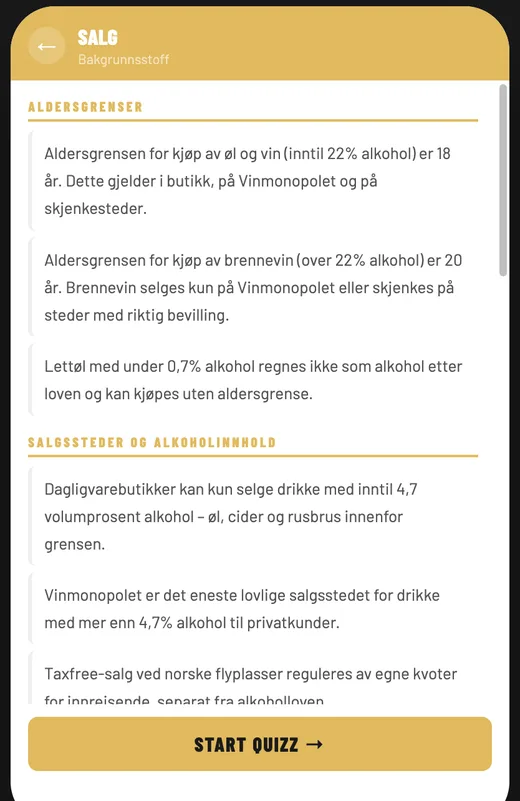 ←
SALG
Bakgrunnsstoff
ALDERSGRENSER
Aldersgrensen for kjøp av øl og vin (inntil 22% alkohol) er 18
år. Dette gjelder i butikk, på Vinmonopolet og på
skjenkesteder.
Aldersgrensen for kjøp av brennevin (over 22% alkohol) er 20
år. Brennevin selges kun på Vinmonopolet eller skjenkes på
steder med riktig bevilling.
Lettøl med under 0,7% alkohol regnes ikke som alkohol etter
loven og kan kjøpes uten aldersgrense.
SALGSSTEDER OG ALKOHOLINNHOLD
Dagligvarebutikker kan kun selge drikke med inntil 4,7
volumprosent alkohol – øl, cider og rusbrus innenfor
grensen.
Vinmonopolet er det eneste lovlige salgsstedet for drikke
med mer enn 4,7% alkohol til privatkunder.
Taxfree-salg ved norske flyplasser reguleres av egne kvoter
for innreisende, separat fra alkoholloven
START QUIZZ →